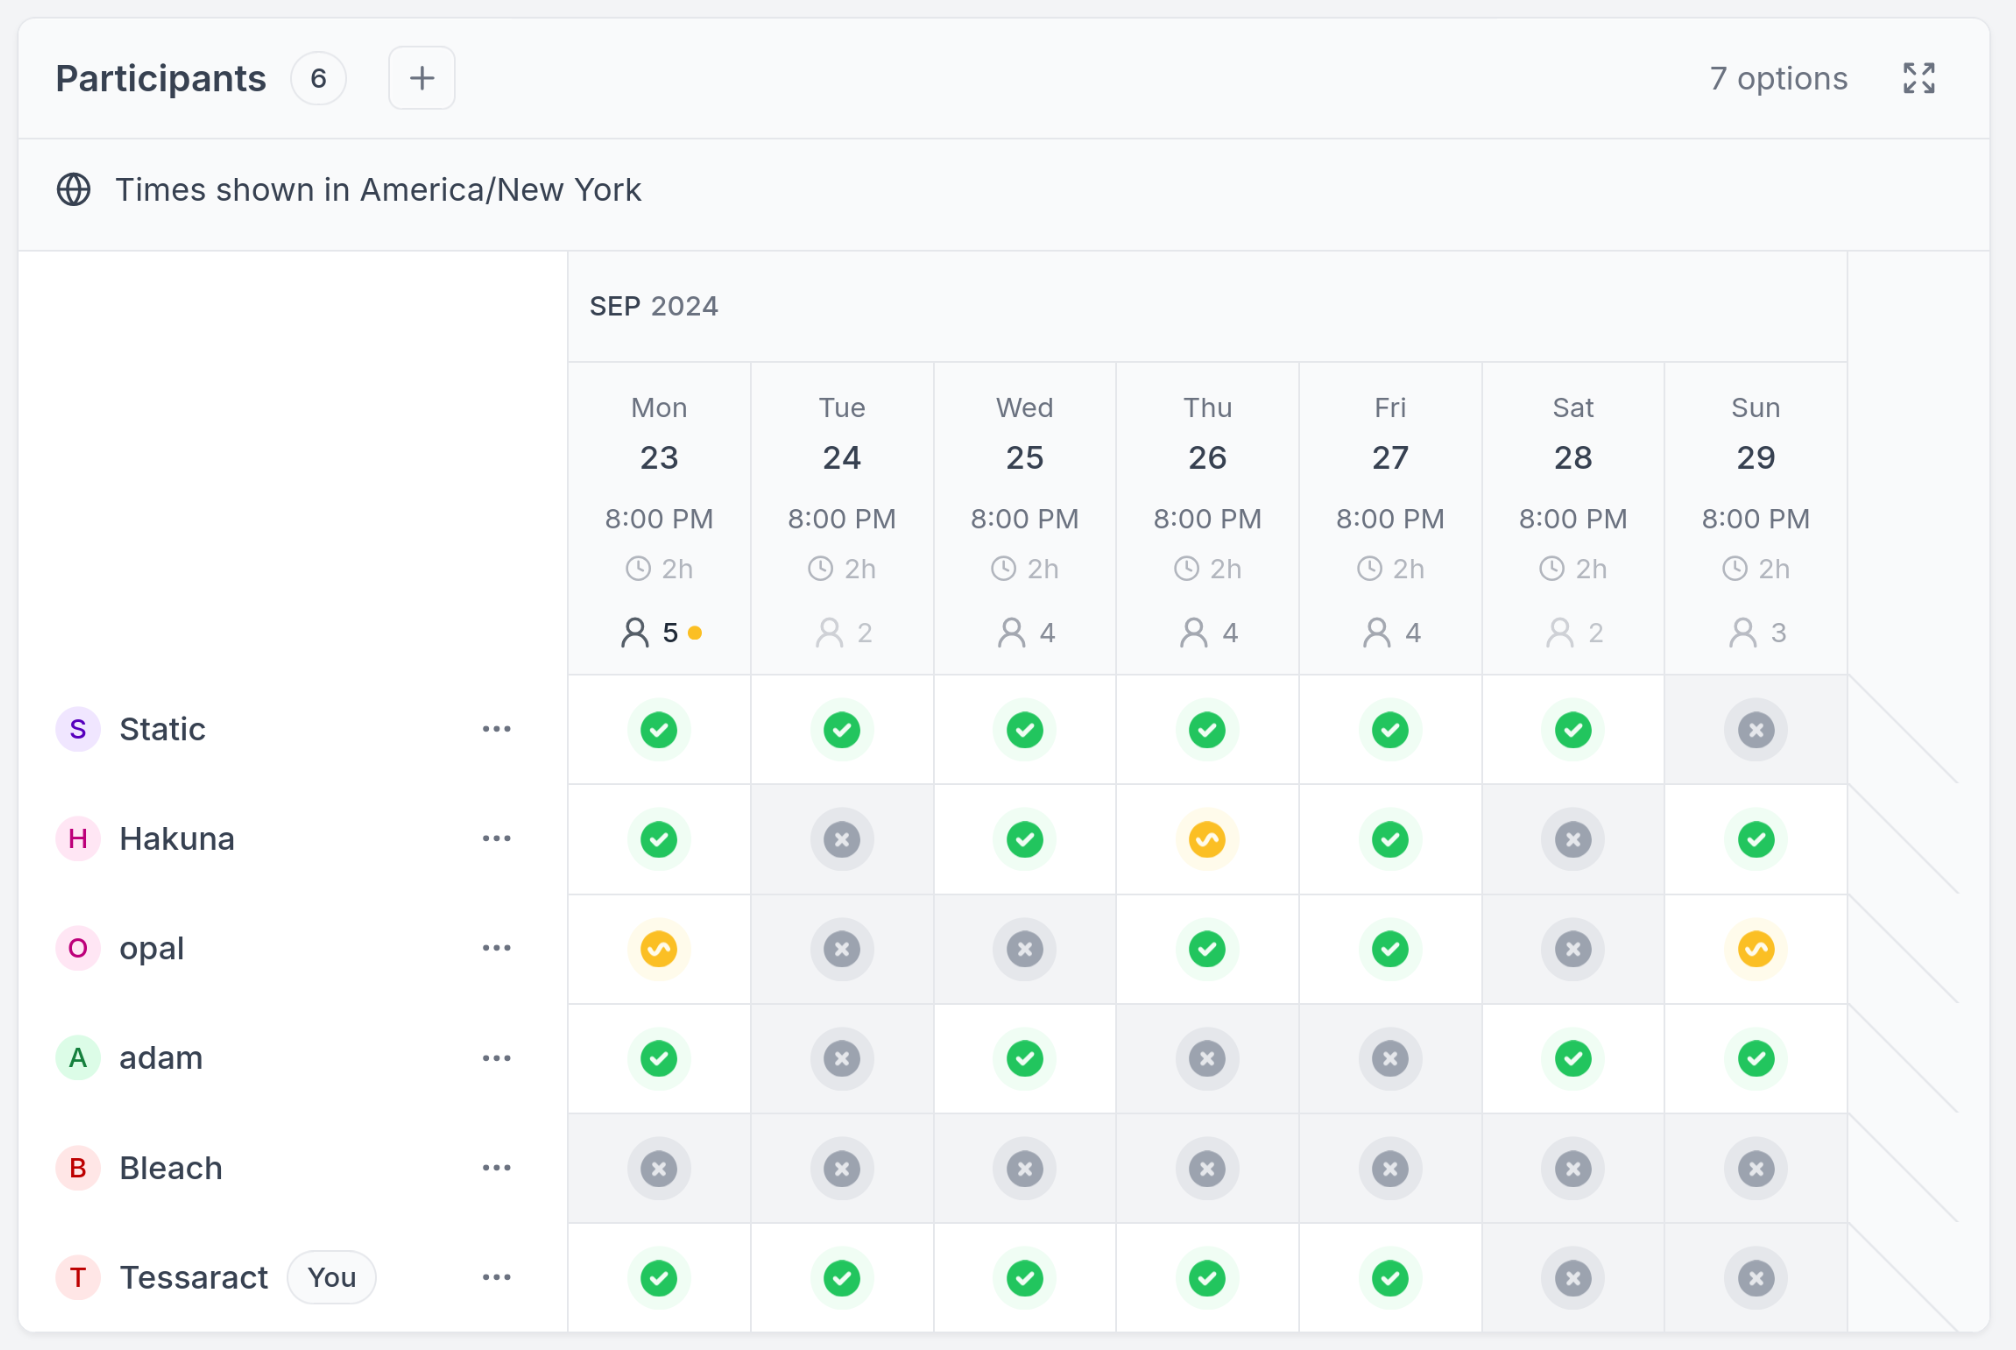 Participants 6 + 7 options
Times shown in America/New York
SEP 2024
Mon Tue Wed Thu Fri Sat Sun
23 24 25 26 27 28 29
8:00 PM 8:00 PM 8:00 PM 8:00 PM 8:00 PM 8:00 PM 8:00 PM
2h 2h 2h 2h 2h 2h 2h
5 2 4 4 4 2 3
S Static ...
H Hakuna ...
O opal ...
A adam ...
B Bleach ...
T Tessaract You ...